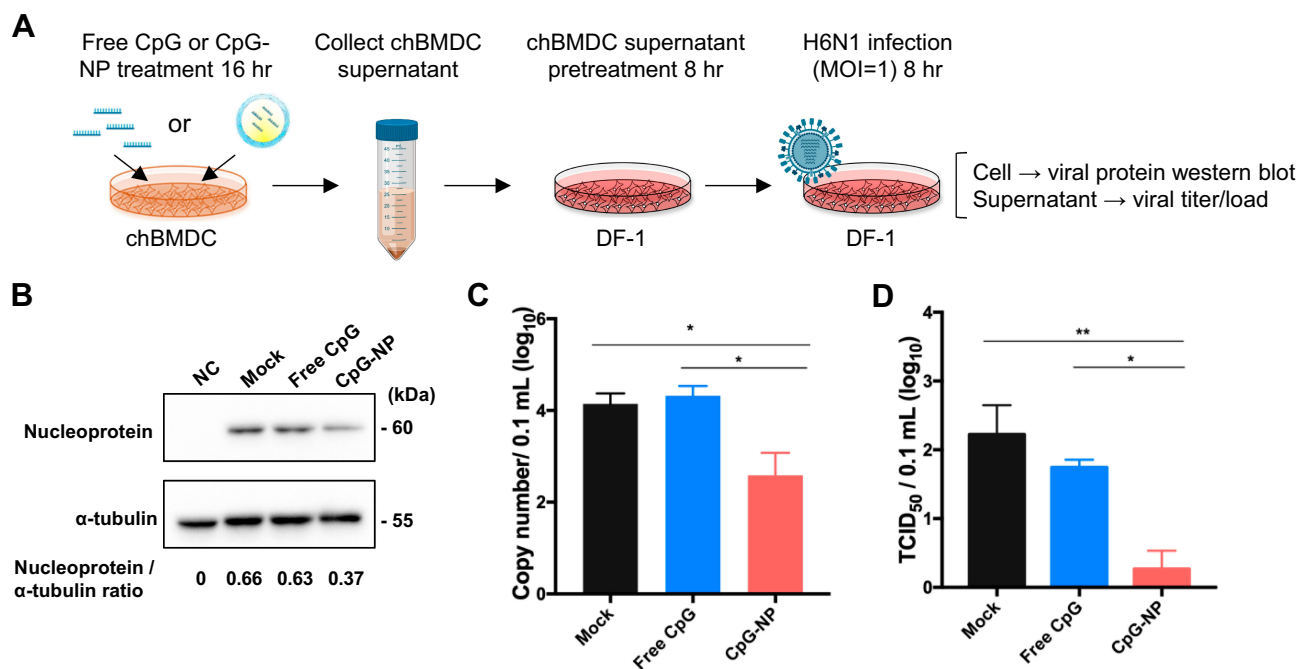 A
Free CpG or CpG-
NP treatment 16 hr
Collect chBMDC
supernatant
chBMDC supernatant
pretreatment 8 hr
H6N1 infection
(MOI=1) 8 hr
or
chBMDC
DF-1
DF-1
Cell → viral protein western blot
Supernatant → viral titer/load
B
NC
Mock
Free CpG
CpG-NP
(kDa)
Nucleoprotein
- 60
α-tubulin
- 55
Nucleoprotein /
α-tubulin ratio
0 0.66 0.63 0.37
C
Copy number/ 0.1 mL (log10)
6
4
2
0
*
*
Mock
Free CpG
CpG-NP
D
TCID50 / 0.1 mL (log10)
4
3
2
1
0
**
*
Mock
Free CpG
CpG-NP